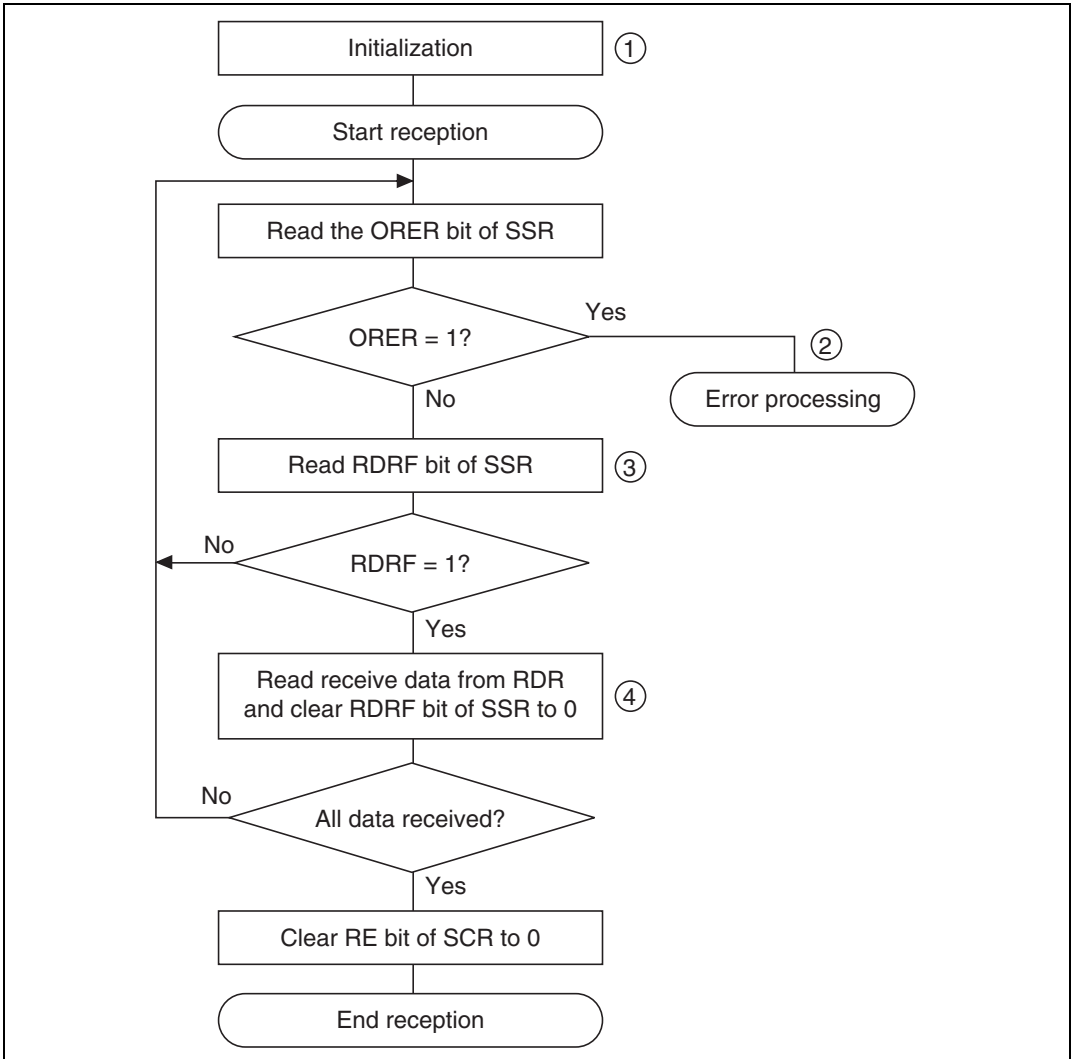 Initialization
①
Start reception
Read the ORER bit of SSR
ORER = 1?
Yes
②
Error processing
No
Read RDRF bit of SSR
③
RDRF = 1?
No
Yes
Read receive data from RDR
and clear RDRF bit of SSR to 0
④
All data received?
No
Yes
Clear RE bit of SCR to 0
End reception